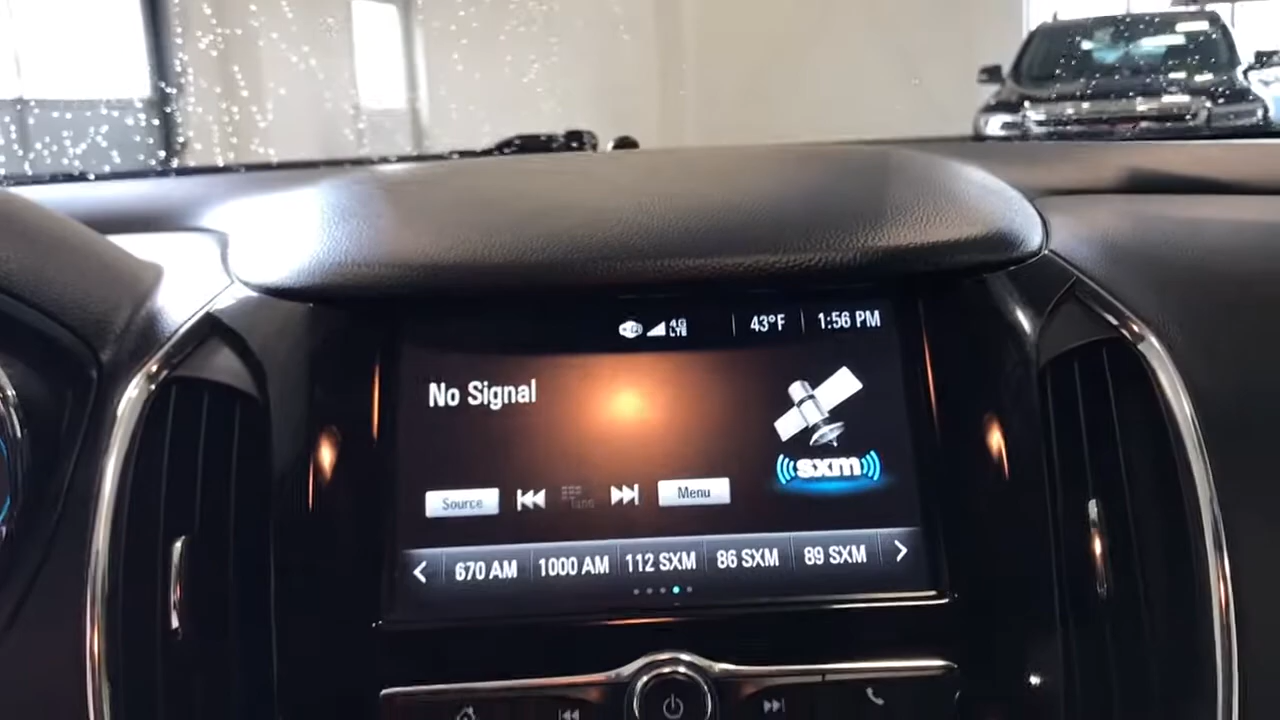 4G
LTE
43°F
1:56 PM
No Signal
sxm
Source
Tune
Menu
670 AM
1000 AM
112 SXM
86 SXM
89 SXM